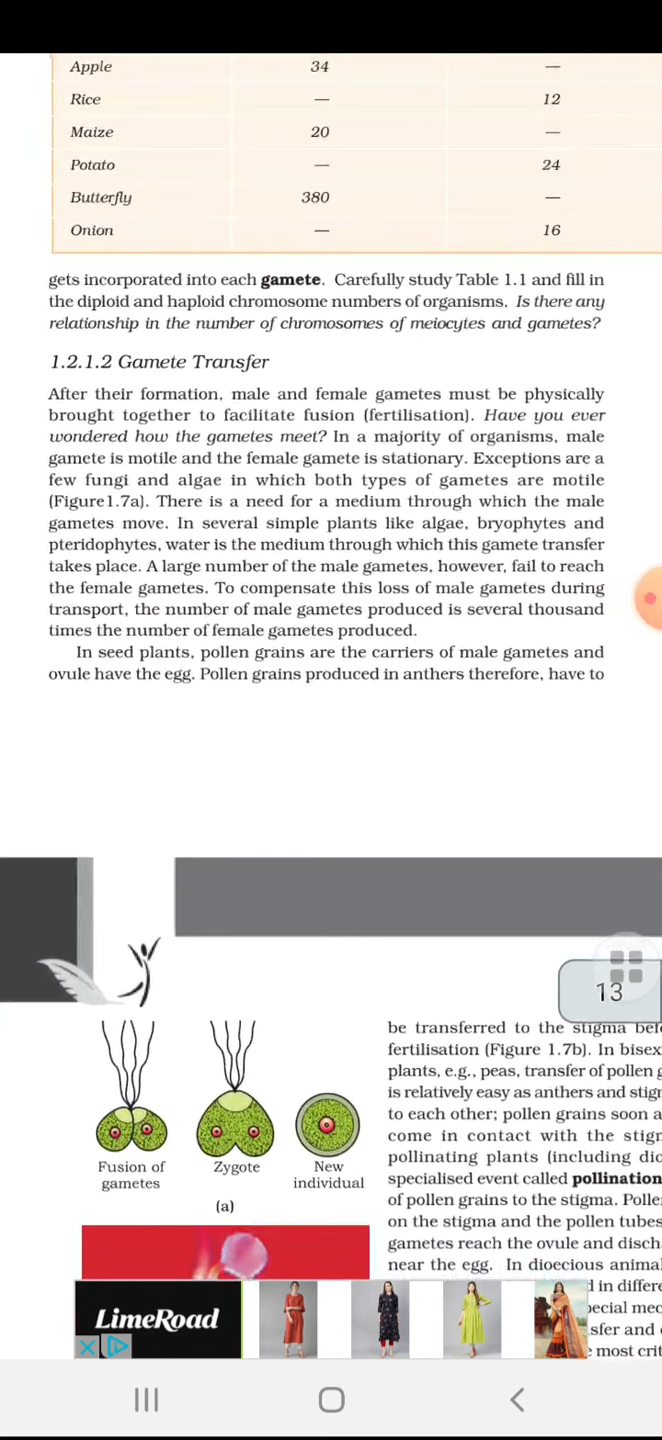 Apple 34 —
Rice — 12
Maize 20 —
Potato — 24
Butterfly 380 —
Onion — 16
gets incorporated into each gamete. Carefully study Table 1.1 and fill in
the diploid and haploid chromosome numbers of organisms. Is there any
relationship in the number of chromosomes of meiocytes and gametes?
1.2.1.2 Gamete Transfer
After their formation, male and female gametes must be physically
brought together to facilitate fusion (fertilisation). Have you ever
wondered how the gametes meet? In a majority of organisms, male
gamete is motile and the female gamete is stationary. Exceptions are a
few fungi and algae in which both types of gametes are motile
(Figure1.7a). There is a need for a medium through which the male
gametes move. In several simple plants like algae, bryophytes and
pteridophytes, water is the medium through which this gamete transfer
takes place. A large number of the male gametes, however, fail to reach
the female gametes. To compensate this loss of male gametes during
transport, the number of male gametes produced is several thousand
times the number of female gametes produced.
In seed plants, pollen grains are the carriers of male gametes and
ovule have the egg. Pollen grains produced in anthers therefore, have to
13
Fusion of
gametes
Zygote
New
individual
(a)
be transferred to the stigma
fertilisation (Figure 1.7b). In
plants, e.g., peas, transfer of pollen
is relatively easy as anthers and
to each other; pollen grains soon
come in contact with the
pollinating plants (including
specialised event called pollination
of pollen grains to the stigma.
on the stigma and the pollen tubes
gametes reach the ovule and
near the egg. In dioecious
in
and
most
LimeRoad